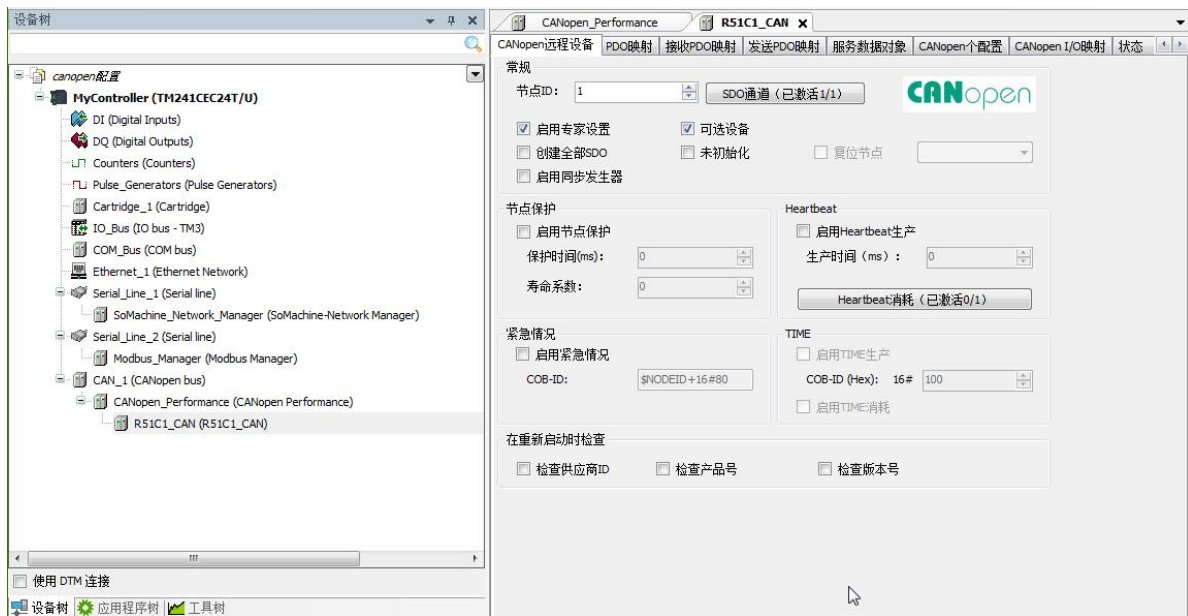 设备树
canopen配置
MyController (TM241CEC24T/U)
DI (Digital Inputs)
DQ (Digital Outputs)
Counters (Counters)
Pulse_Generators (Pulse Generators)
Cartridge_1 (Cartridge)
IO_Bus (IO bus - TM3)
COM_Bus (COM bus)
Ethernet_1 (Ethernet Network)
Serial_Line_1 (Serial line)
SoMachine_Network_Manager (SoMachine-Network Manager)
Serial_Line_2 (Serial line)
Modbus_Manager (Modbus Manager)
CAN_1 (CANopen bus)
CANopen_Performance (CANopen Performance)
R51C1_CAN (R51C1_CAN)
使用 DTM 连接
设备树 应用程序树 工具树
CANopen_Performance R51C1_CAN
CANopen远程设备 PDO映射 接收PDO映射 发送PDO映射 服务数据对象 CANopen个配置 CANopen I/O映射 状态
常规
节点ID: 1 SDO通道（已激活1/1） CANopen
启用专家设置 可选设备
创建全部SDO 未初始化 复位节点
启用同步发生器
节点保护
启用节点保护
保护时间(ms): 0
寿命系数: 0
Heartbeat
启用Heartbeat生产
生产时间（ms）: 0
Heartbeat消耗（已激活0/1）
紧急情况
启用紧急情况
COB-ID: $NODEID+16#80
TIME
启用TIME生产
COB-ID (Hex): 16# 100
启用TIME消耗
在重新启动时检查
检查供应商ID 检查产品号 检查版本号